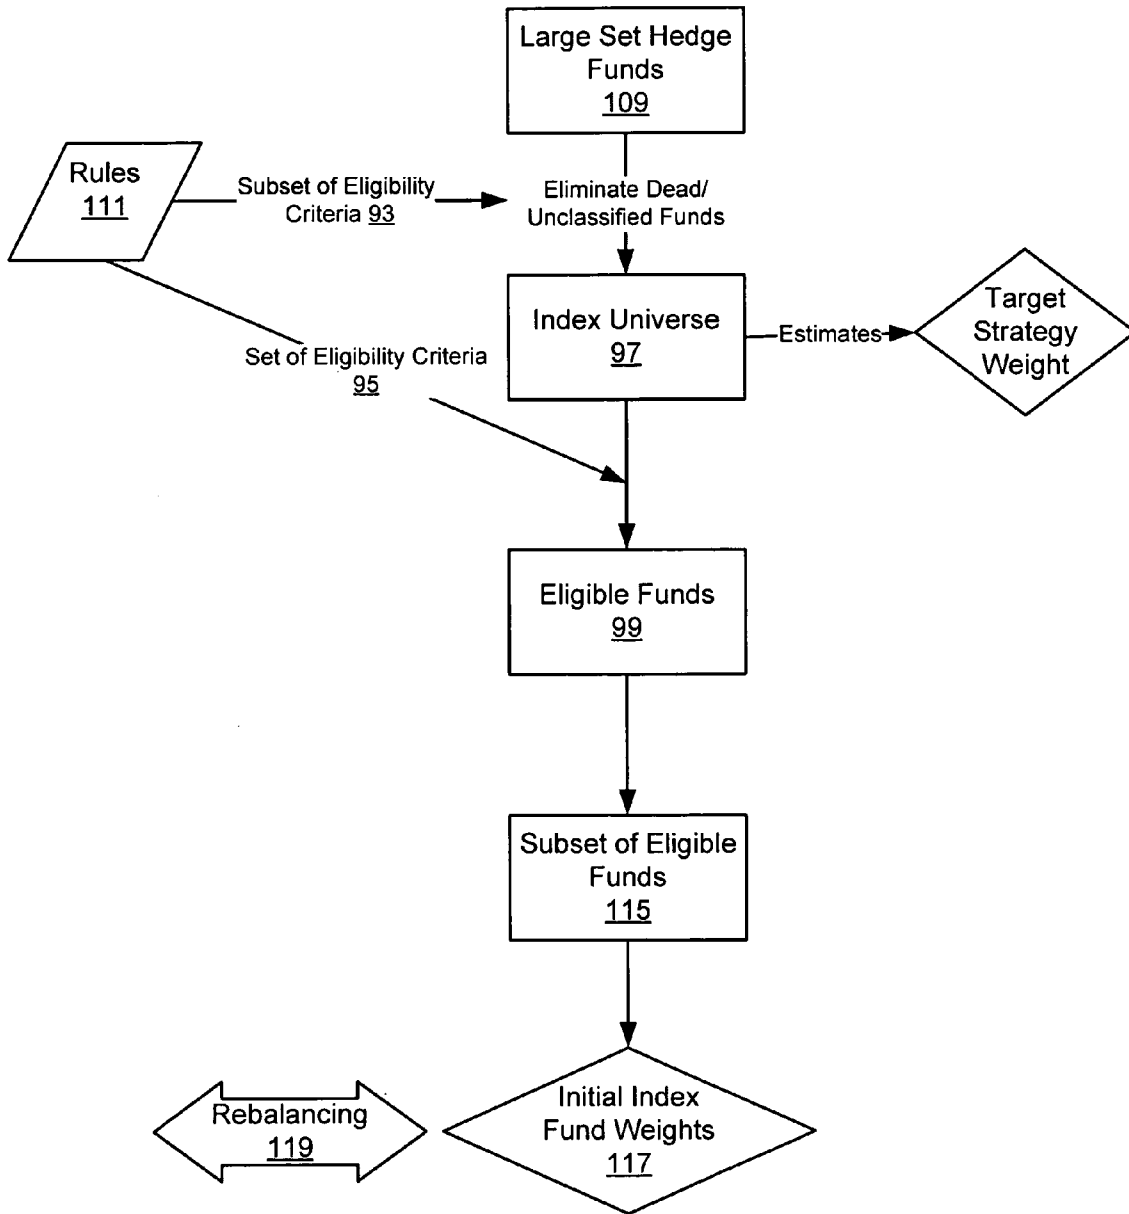 Large Set Hedge
Funds
109
Rules
111
Subset of Eligibility
Criteria 93
Eliminate Dead/
Unclassified Funds
Index Universe
97
Estimates
Target
Strategy
Weight
Set of Eligibility Criteria
95
Eligible Funds
99
Subset of Eligible
Funds
115
Initial Index
Fund Weights
117
Rebalancing
119